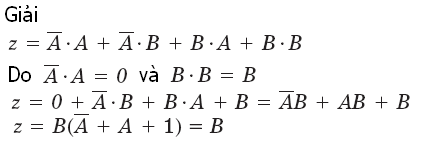 Giải
z = A̅·A + A̅·B + B·A + B·B
Do A̅·A = 0 và B·B = B
z = 0 + A̅·B + B·A + B = A̅B + AB + B
z = B(A̅ + A + 1) = B